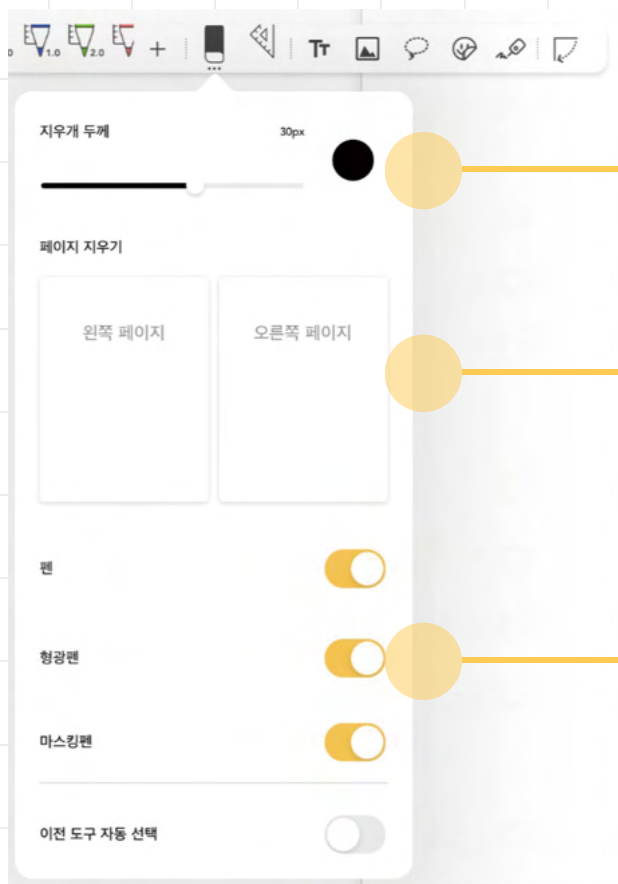 1.0 2.0 + TT
지우개 두께 30px
페이지 지우기
왼쪽 페이지 오른쪽 페이지
펜
형광펜
마스킹펜
이전 도구 자동 선택